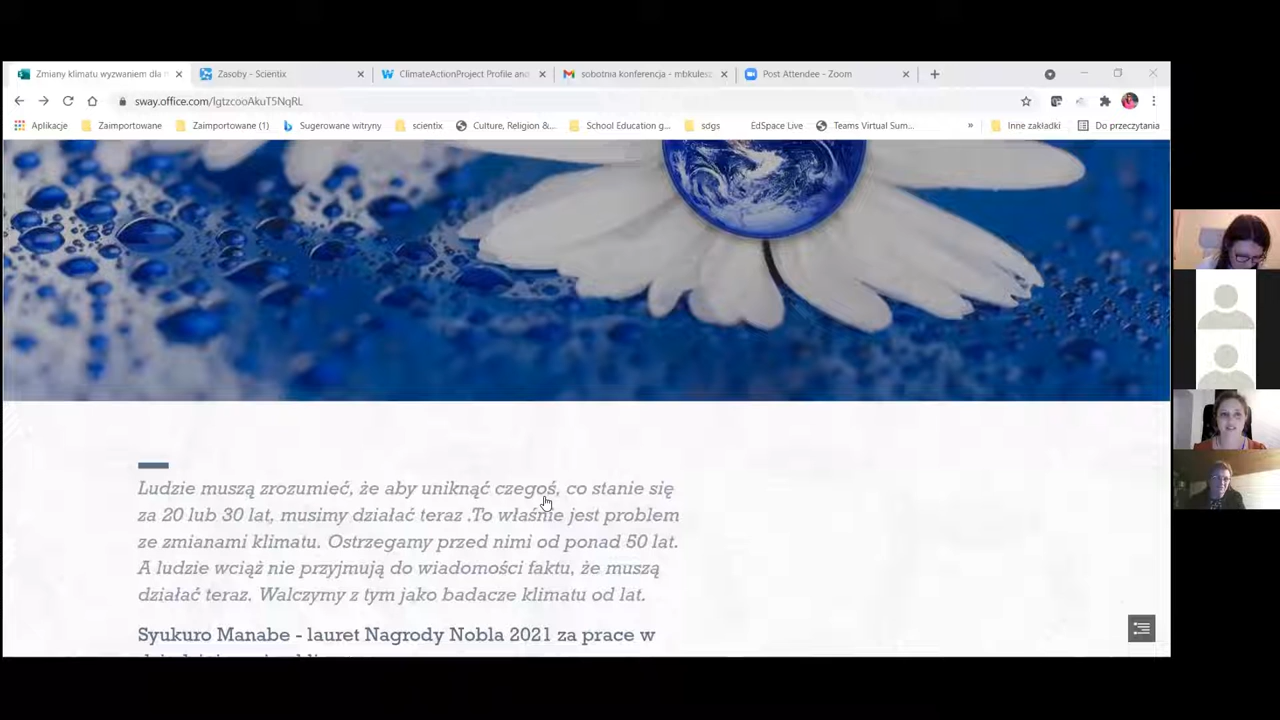 Zmiany klimatu wyzwaniem dla
Zasoby - Scientix
ClimateActionProject Profile and
sobotnia konferencja - mbkulesz
Post Attendee - Zoom
sway.office.com/lgtzcooAkuT5NqRL
Aplikacje
Zaimportowane
Zaimportowane (1)
Sugerowane witryny
scientix
Culture, Religion &...
School Education g...
sdgs
EdSpace Live
Teams Virtual Sum...
»
Inne zakładki
Do przeczytania
Ludzie muszą zrozumieć, że aby uniknąć czegoś, co stanie się
za 20 lub 30 lat, musimy działać teraz .To właśnie jest problem
ze zmianami klimatu. Ostrzegamy przed nimi od ponad 50 lat.
A ludzie wciąż nie przyjmują do wiadomości faktu, że muszą
działać teraz. Walczymy z tym jako badacze klimatu od lat.
Syukuro Manabe - lauret Nagrody Nobla 2021 za prace w